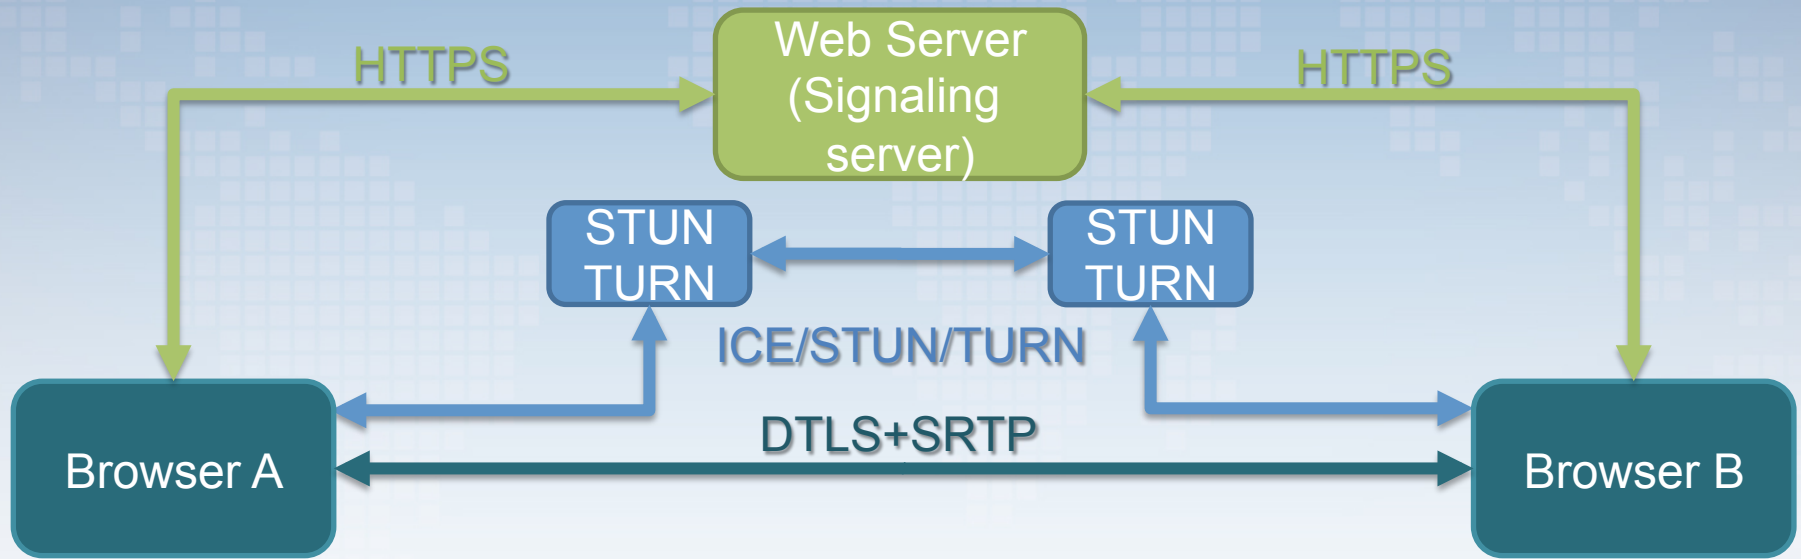 HTTPS
Web Server
(Signaling
server)
HTTPS
STUN
TURN
STUN
TURN
ICE/STUN/TURN
DTLS+SRTP
Browser A
Browser B